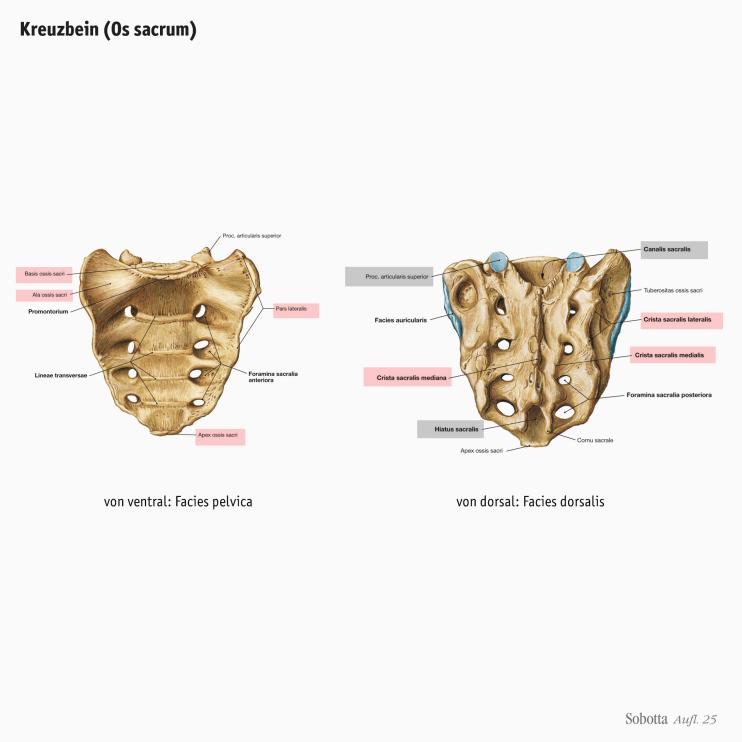 Kreuzbein (Os sacrum)
Proc. articularis superior
Basis ossis sacri
Ala ossis sacri
Promontorium
Pars lateralis
Lineae transversae
Foramina sacralia
anteriora
Apex ossis sacri
von ventral: Facies pelvica
Canalis sacralis
Proc. articularis superior
Tuberositas ossis sacri
Facies auricularis
Crista sacralis lateralis
Crista sacralis medialis
Crista sacralis mediana
Foramina sacralia posteriora
Hiatus sacralis
Cornu sacrale
Apex ossis sacri
von dorsal: Facies dorsalis
Sobotta Aufl. 25